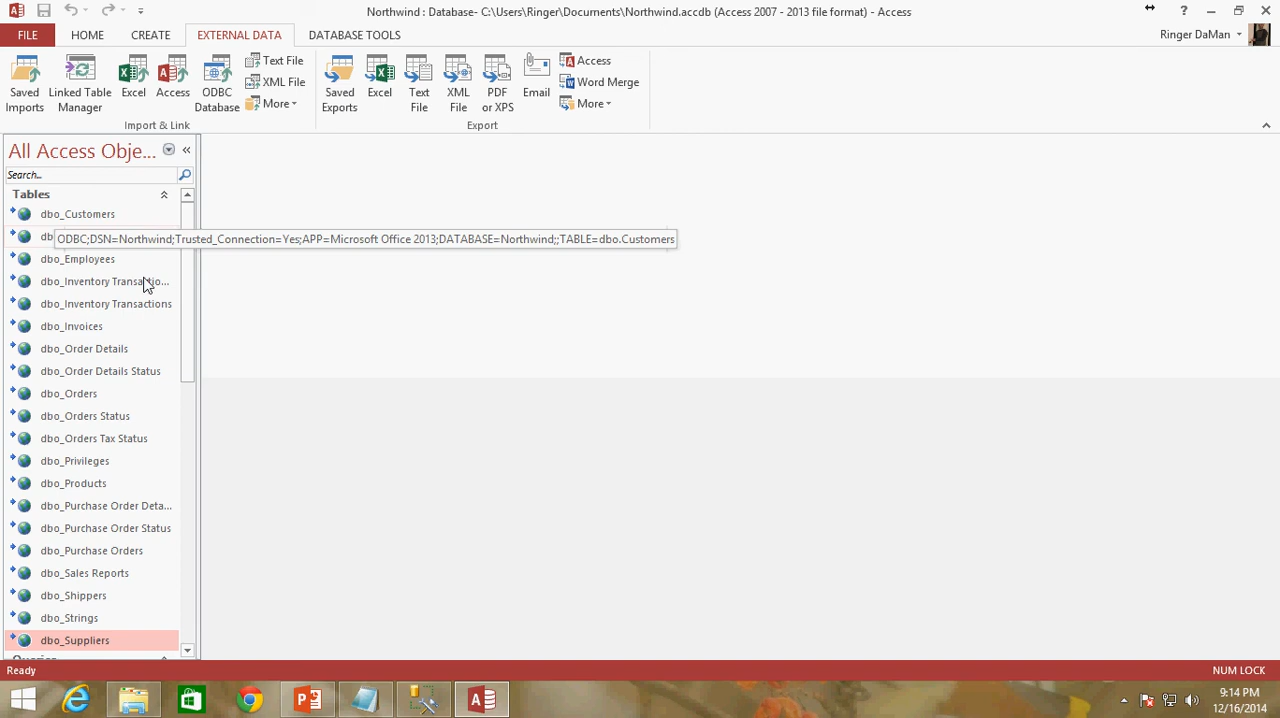 Northwind : Database- C:\Users\Ringer\Documents\Northwind.accdb (Access 2007 - 2013 file format) - Access
FILE HOME CREATE EXTERNAL DATA DATABASE TOOLS Ringer DaMan
Saved Imports
Linked Table Manager
Excel
Access
ODBC Database
Text File
XML File
More
Import & Link
Saved Exports
Excel
Text File
XML File
PDF or XPS
Email
Access
Word Merge
More
Export
All Access Obje...
Search...
Tables
dbo_Customers
db
ODBC;DSN=Northwind;Trusted_Connection=Yes;APP=Microsoft Office 2013;DATABASE=Northwind;;TABLE=dbo.Customers
dbo_Employees
dbo_Inventory Transactio...
dbo_Inventory Transactions
dbo_Invoices
dbo_Order Details
dbo_Order Details Status
dbo_Orders
dbo_Orders Status
dbo_Orders Tax Status
dbo_Privileges
dbo_Products
dbo_Purchase Order Deta...
dbo_Purchase Order Status
dbo_Purchase Orders
dbo_Sales Reports
dbo_Shippers
dbo_Strings
dbo_Suppliers
Ready NUM LOCK
9:14 PM
12/16/2014